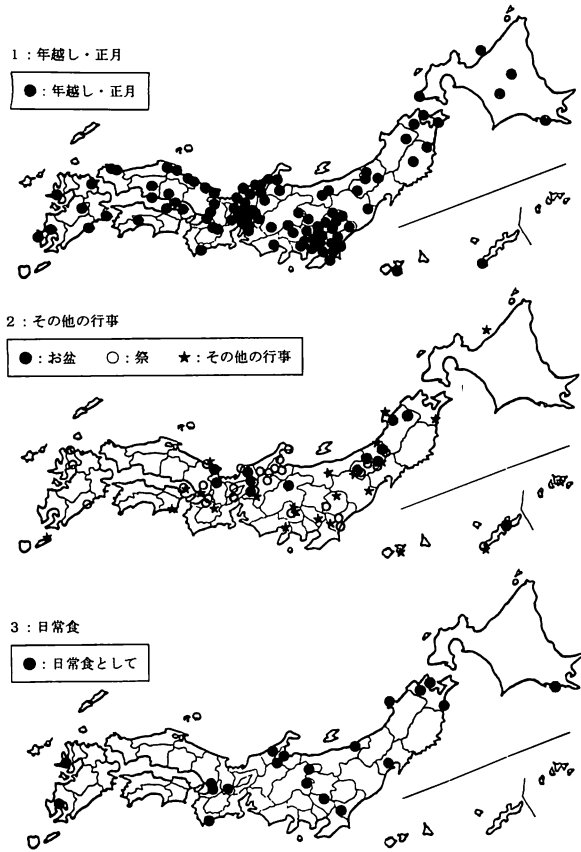 1：年越し・正月
●：年越し・正月
2：その他の行事
●：お盆 ○：祭 ★：その他の行事
3：日常食
●：日常食として